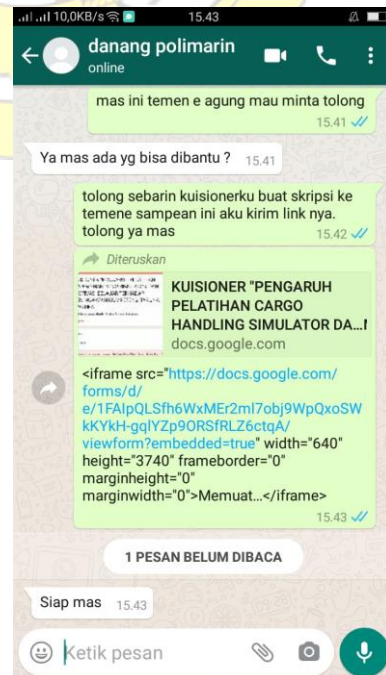 10,0KB/s 15.43
danang polimarin
online
mas ini temen e agung mau minta tolong
15.41
Ya mas ada yg bisa dibantu ? 15.41
tolong sebarin kuisionerku buat skripsi ke
temene sampean ini aku kirim link nya.
tolong ya mas
15.42
Diteruskan
KUISIONER "PENGARUH
PELATIHAN CARGO
HANDLING SIMULATOR DA...
docs.google.com
<iframe src="https://docs.google.com/
forms/d/
e/1FAIpQLSfh6WxMEr2ml7obj9WpQxoSW
kKYkH-gqlYZp9ORSfRLZ6ctqA/
viewform?embedded=true" width="640"
height="3740" frameborder="0"
marginheight="0"
marginwidth="0">Memuat...</iframe>
15.43
1 PESAN BELUM DIBACA
Siap mas 15.43
Ketik pesan